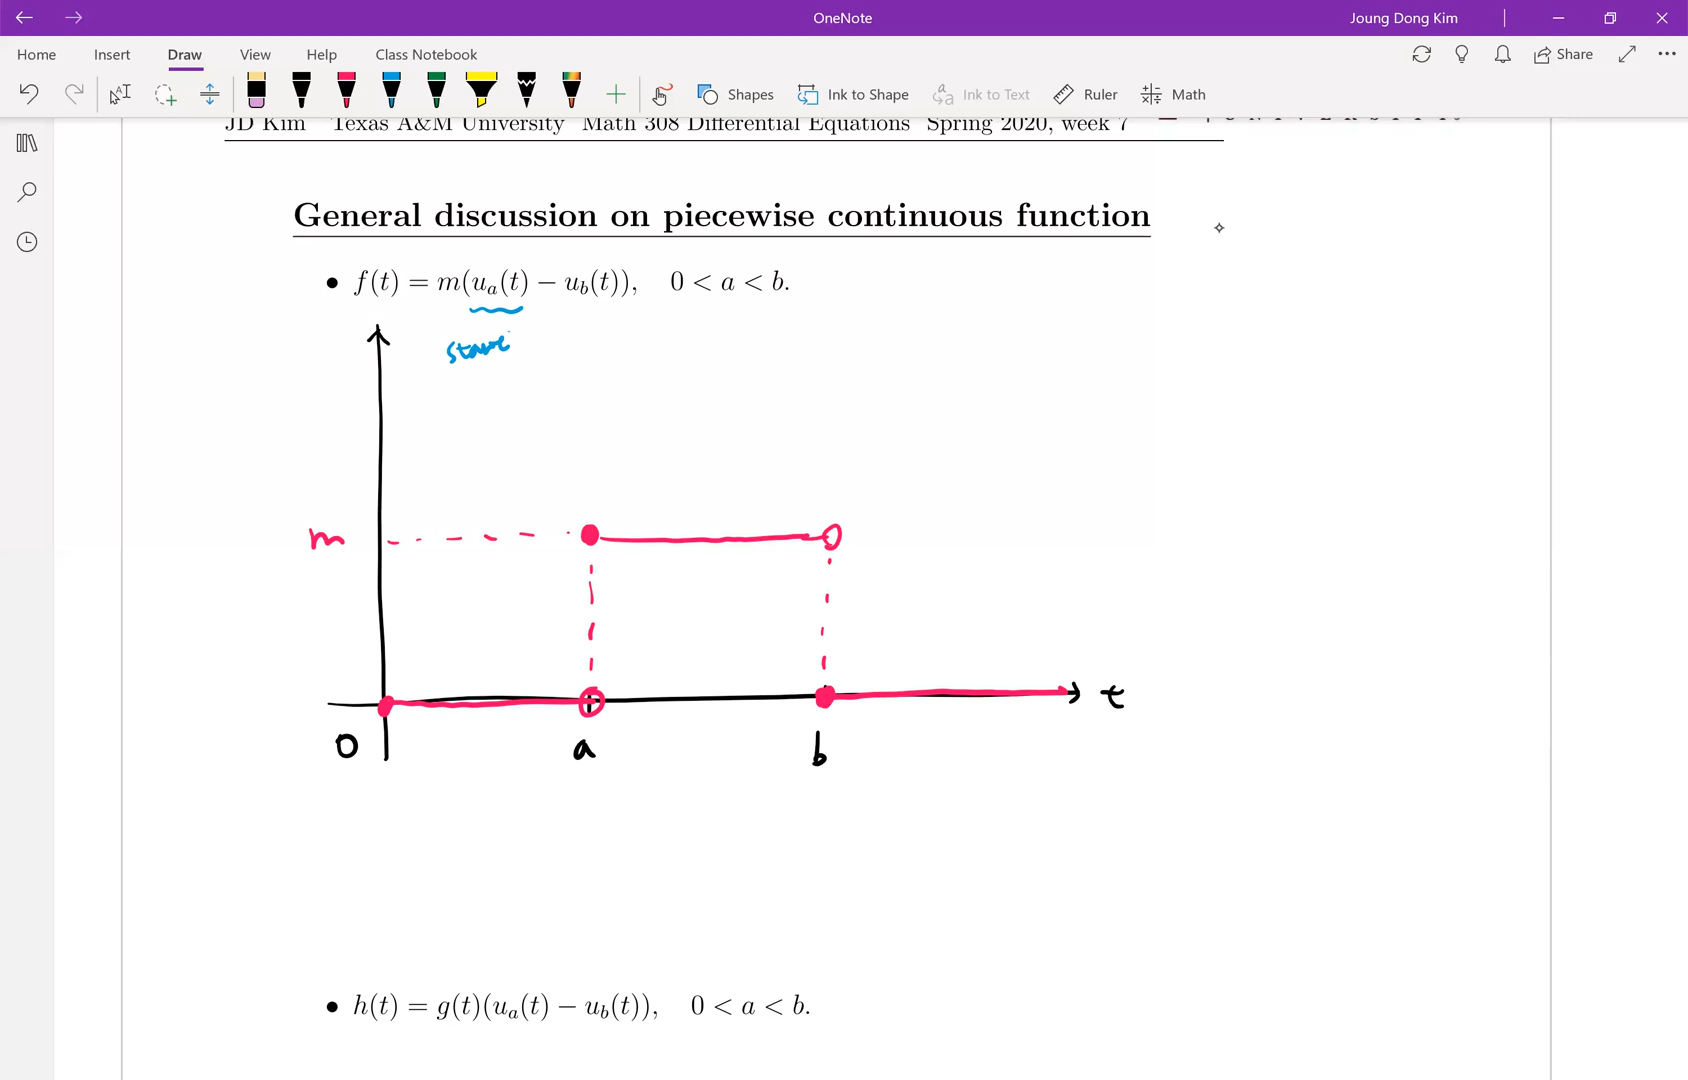 OneNote
Joung Dong Kim
Home Insert Draw View Help Class Notebook
Share
Shapes Ink to Shape Ink to Text Ruler Math
JD Kim Texas A&M University Math 308 Differential Equations Spring 2020, week 7
General discussion on piecewise continuous function
• f(t) = m(u_a(t) − u_b(t)), 0 < a < b.
m
t
0 a b
• h(t) = g(t)(u_a(t) − u_b(t)), 0 < a < b.